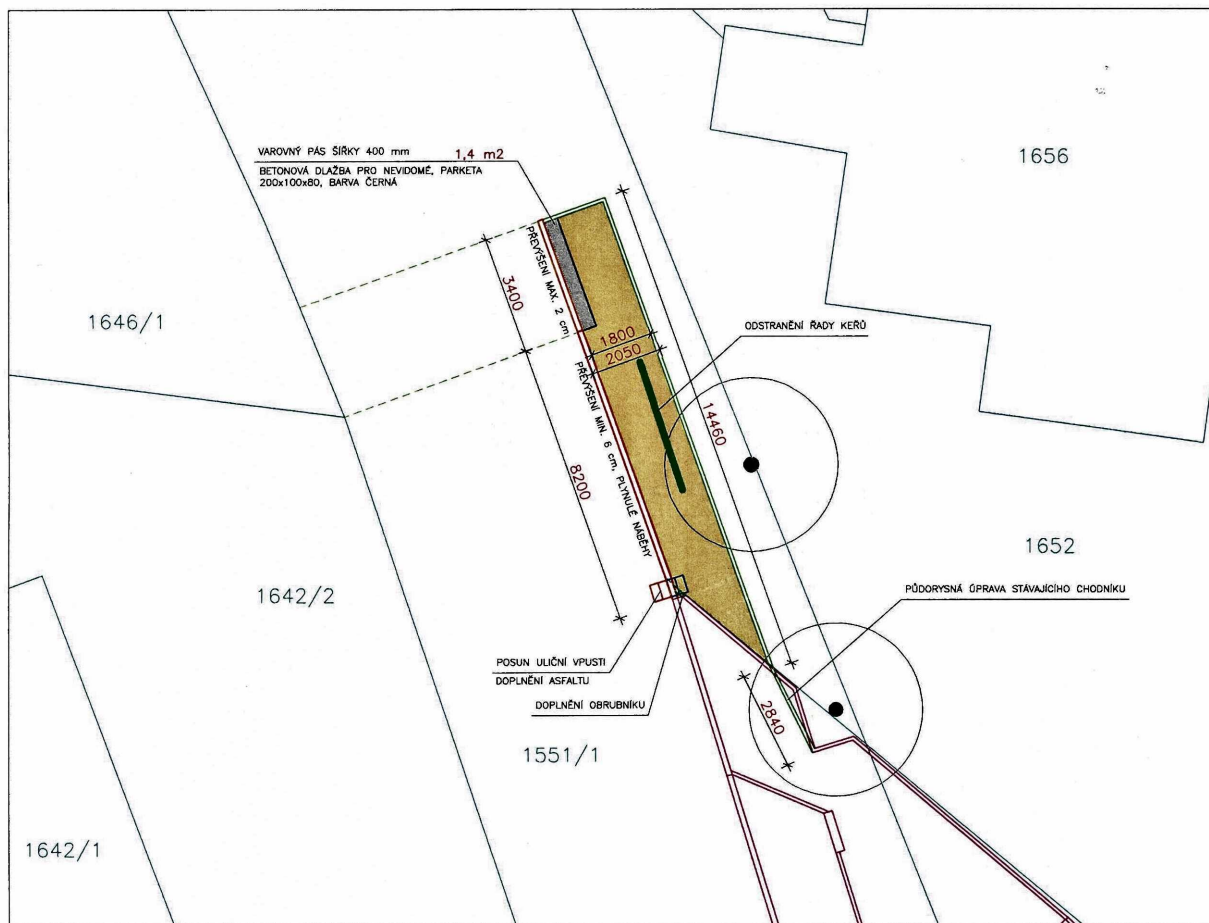 1656
VAROVNÝ PÁS ŠÍŘKY 400 mm 1,4 m2
BETONOVÁ DLAŽBA PRO NEVIDOMÉ, PARKETA
200x100x80, BARVA ČERNÁ
PŘEVÝŠENÍ MAX. 2 cm
3400
1646/1
ODSTRANĚNÍ ŘADY KEŘŮ
1800
2050
14460
PŘEVÝŠENÍ MIN. 6 cm, PLYNULÉ NÁBĚHY
8200
1652
1642/2
PŮDORYSNÁ ÚPRAVA STÁVAJÍCÍHO CHODNÍKU
POSUN ULIČNÍ VPUSTI
DOPLNĚNÍ ASFALTU
DOPLNĚNÍ OBRUBNÍKU
2840
1551/1
1642/1